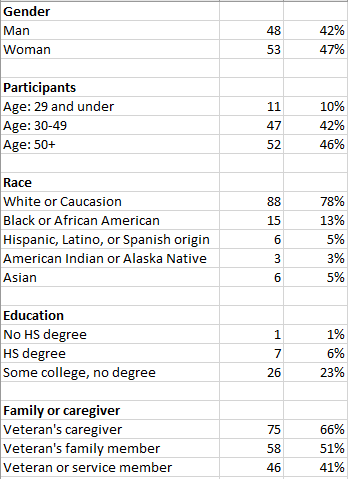 Gender
Man 48 42%
Woman 53 47%
Participants
Age: 29 and under 11 10%
Age: 30-49 47 42%
Age: 50+ 52 46%
Race
White or Caucasion 88 78%
Black or African American 15 13%
Hispanic, Latino, or Spanish origin 6 5%
American Indian or Alaska Native 3 3%
Asian 6 5%
Education
No HS degree 1 1%
HS degree 7 6%
Some college, no degree 26 23%
Family or caregiver
Veteran's caregiver 75 66%
Veteran's family member 58 51%
Veteran or service member 46 41%